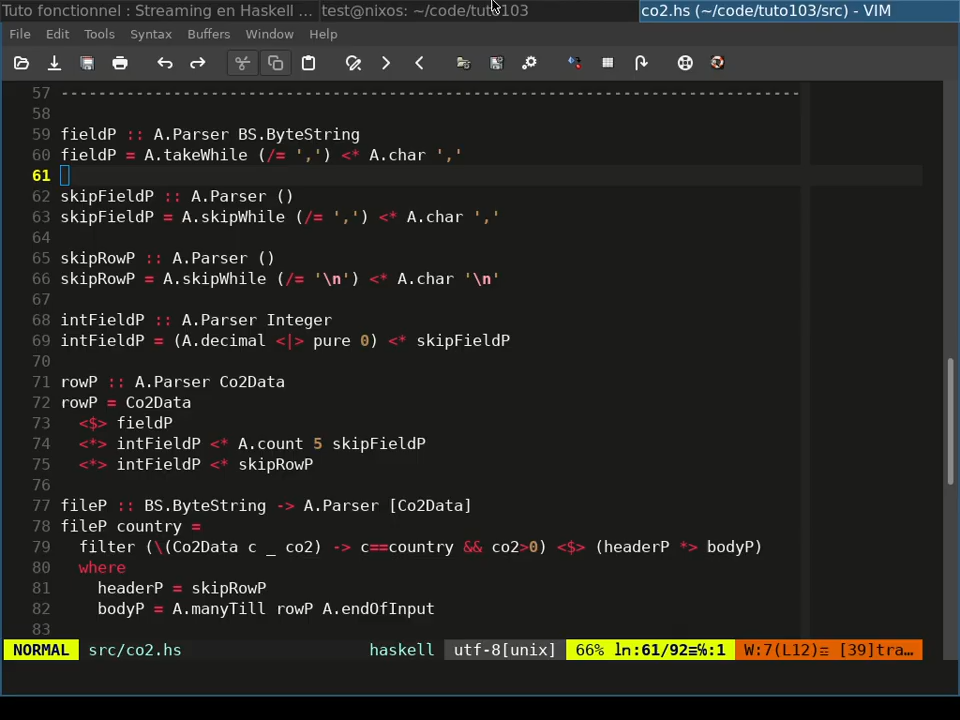 Tuto fonctionnel : Streaming en Haskell ... test@nixos: ~/code/tuto103 co2.hs (~/code/tuto103/src) - VIM
File Edit Tools Syntax Buffers Window Help
57 -------------------------------------------------------------------------------
58
59 fieldP :: A.Parser BS.ByteString
60 fieldP = A.takeWhile (/= ',') <* A.char ','
61
62 skipFieldP :: A.Parser ()
63 skipFieldP = A.skipWhile (/= ',') <* A.char ','
64
65 skipRowP :: A.Parser ()
66 skipRowP = A.skipWhile (/= '\n') <* A.char '\n'
67
68 intFieldP :: A.Parser Integer
69 intFieldP = (A.decimal <|> pure 0) <* skipFieldP
70
71 rowP :: A.Parser Co2Data
72 rowP = Co2Data
73   <$> fieldP
74   <*> intFieldP <* A.count 5 skipFieldP
75   <*> intFieldP <* skipRowP
76
77 fileP :: BS.ByteString -> A.Parser [Co2Data]
78 fileP country =
79   filter (\(Co2Data c _ co2) -> c==country && co2>0) <$> (headerP *> bodyP)
80   where
81     headerP = skipRowP
82     bodyP = A.manyTill rowP A.endOfInput
83
NORMAL src/co2.hs haskell utf-8[unix] 66% ln:61/92≡℅:1 W:7(L12)☲ [39]tra…